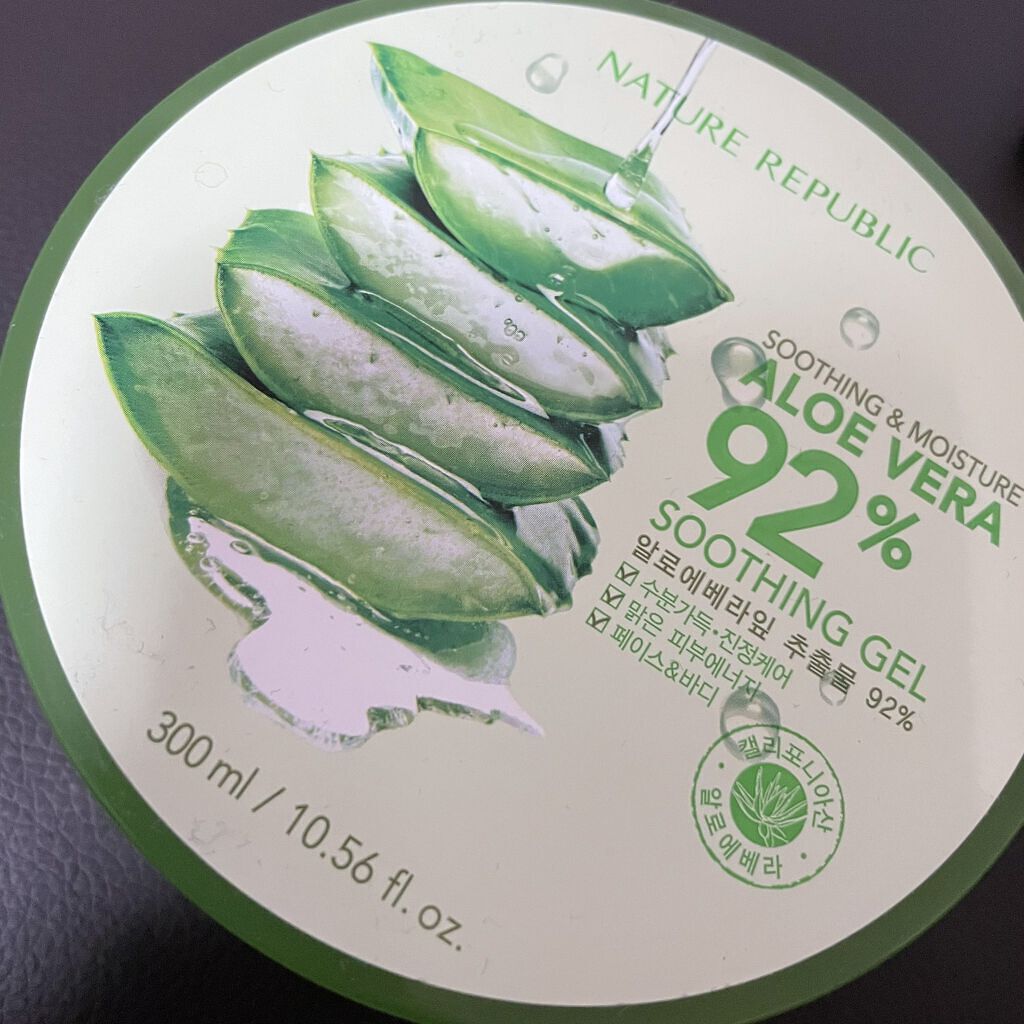 NATURE REPUBLIC
SOOTHING & MOISTURE
ALOE VERA
92%
SOOTHING GEL
알로에베라잎 추출물 92%
☑ 수분가득·진정케어
☑ 맑은 피부에너지
☑ 페이스&바디
캘리포니아산
알로에베라
300 ml / 10.56 fl. oz.